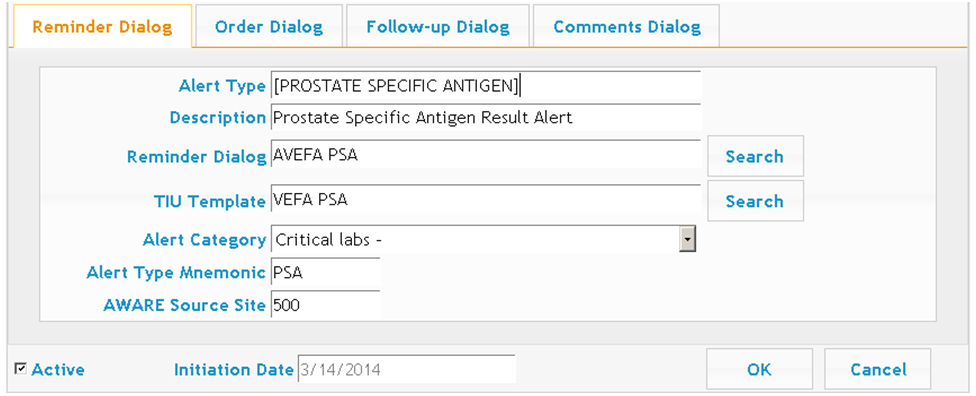 Reminder Dialog Order Dialog Follow-up Dialog Comments Dialog
Alert Type [PROSTATE SPECIFIC ANTIGEN]
Description Prostate Specific Antigen Result Alert
Reminder Dialog AVEFA PSA Search
TIU Template VEFA PSA Search
Alert Category Critical labs -
Alert Type Mnemonic PSA
AWARE Source Site 500
Active Initiation Date 3/14/2014 OK Cancel